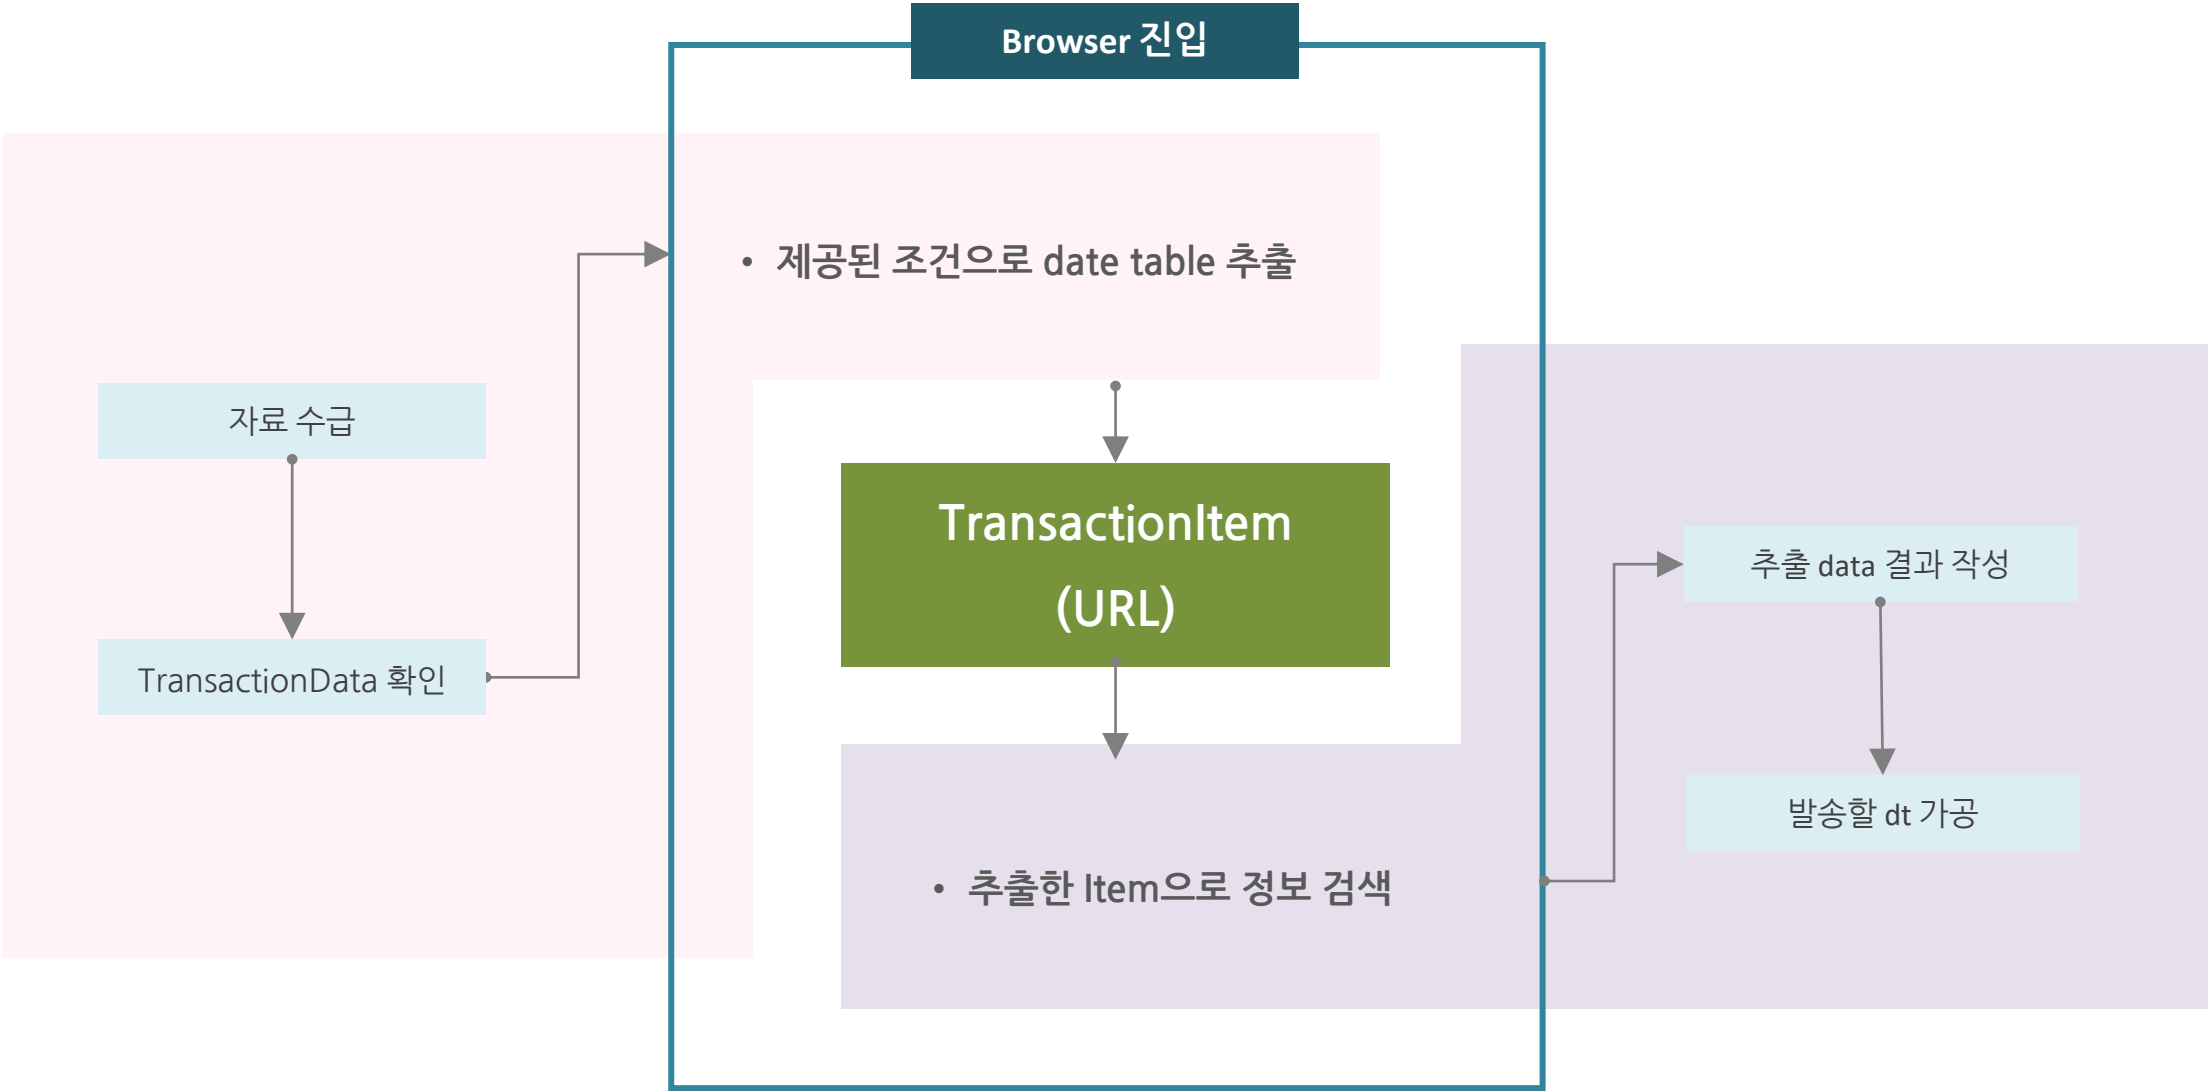 Browser 진입
• 제공된 조건으로 date table 추출
자료 수급
TransactionData 확인
TransactionItem
(URL)
• 추출한 Item으로 정보 검색
추출 data 결과 작성
발송할 dt 가공